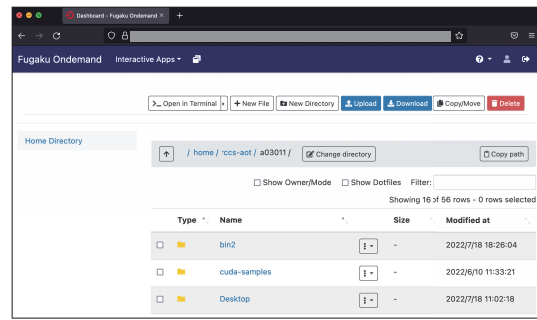 Dashboard - Fugaku Ondemand
Fugaku Ondemand Interactive Apps
Open in Terminal New File New Directory Upload Download Copy/Move Delete
Home Directory
/ home / rccs-aot / a03011 / Change directory Copy path
Show Owner/Mode Show Dotfiles Filter:
Showing 16 of 56 rows - 0 rows selected
Type Name Size Modified at
bin2 - 2022/7/18 18:26:04
cuda-samples - 2022/6/10 11:33:21
Desktop - 2022/7/18 11:02:18